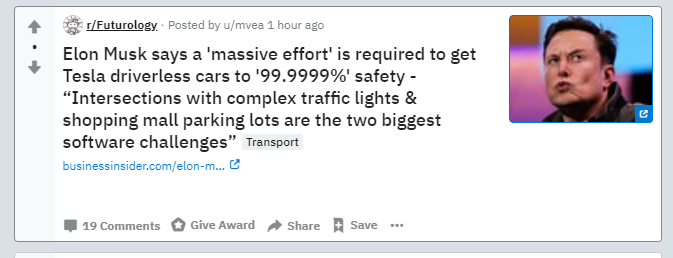 r/Futurology · Posted by u/mvea 1 hour ago
Elon Musk says a 'massive effort' is required to get
Tesla driverless cars to '99.9999%' safety -
“Intersections with complex traffic lights &
shopping mall parking lots are the two biggest
software challenges” Transport
businessinsider.com/elon-m...
19 Comments Give Award Share Save